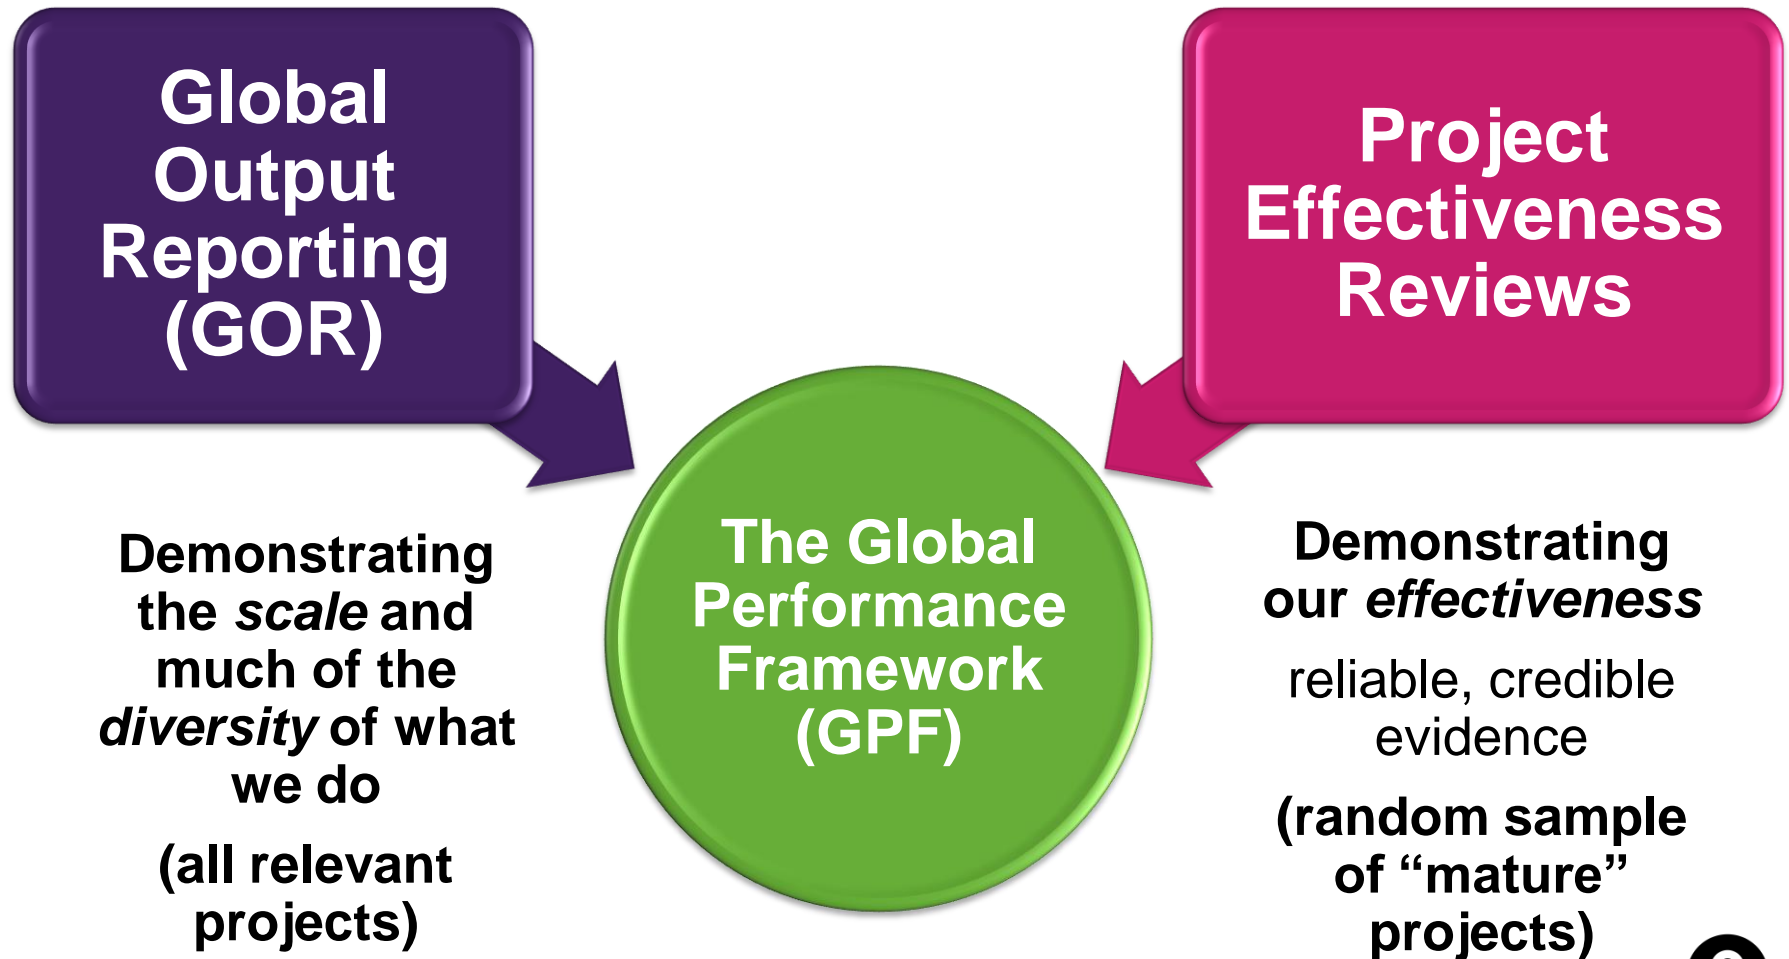 Global
Output
Reporting
(GOR)
Project
Effectiveness
Reviews
The Global
Performance
Framework
(GPF)
Demonstrating
the scale and
much of the
diversity of what
we do
(all relevant
projects)
Demonstrating
our effectiveness
reliable, credible
evidence
(random sample
of “mature”
projects)